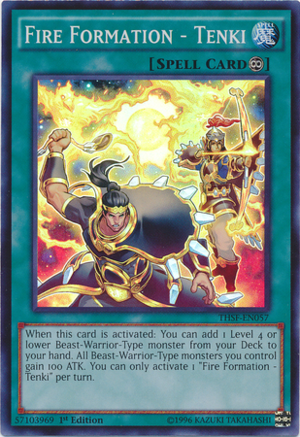 Fire Formation - Tenki
SPELL
[Spell Card]
THSF-EN057
When this card is activated: You can add 1 Level 4 or
lower Beast-Warrior-Type monster from your Deck to
your hand. All Beast-Warrior-Type monsters you control
gain 100 ATK. You can only activate 1 "Fire Formation -
Tenki" per turn.
57103969 1st Edition ©1996 KAZUKI TAKAHASHI